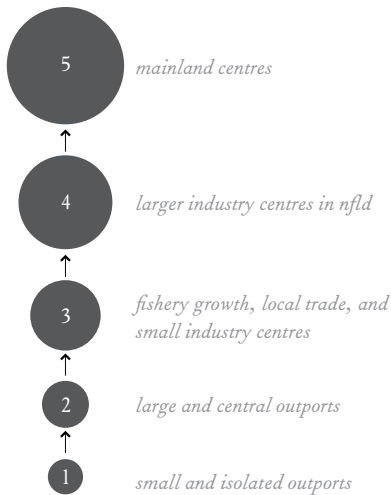 5
mainland centres
4
larger industry centres in nfld
3
fishery growth, local trade, and
small industry centres
2
large and central outports
1
small and isolated outports